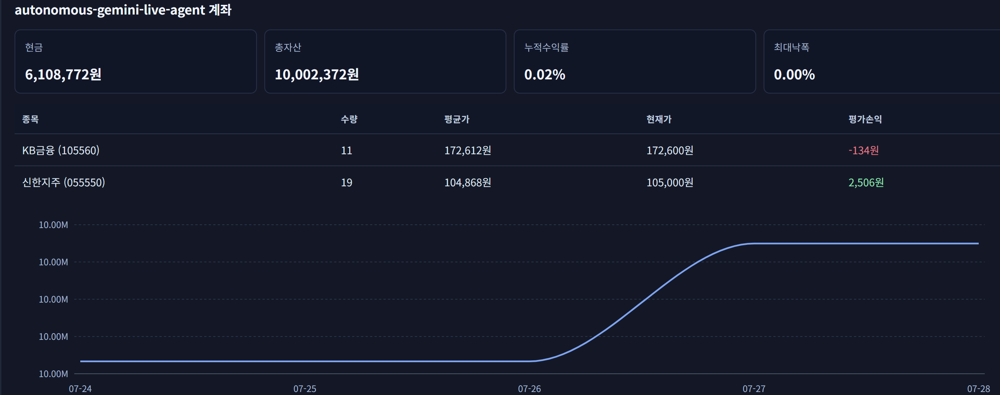 autonomous-gemini-live-agent 계좌
현금 총자산 누적수익률 최대낙폭
6,108,772원 10,002,372원 0.02% 0.00%
종목 수량 평균가 현재가 평가손익
KB금융 (105560) 11 172,612원 172,600원 -134원
신한지주 (055550) 19 104,868원 105,000원 2,506원
10.00M
10.00M
10.00M
10.00M
10.00M
07-24 07-25 07-26 07-27 07-28